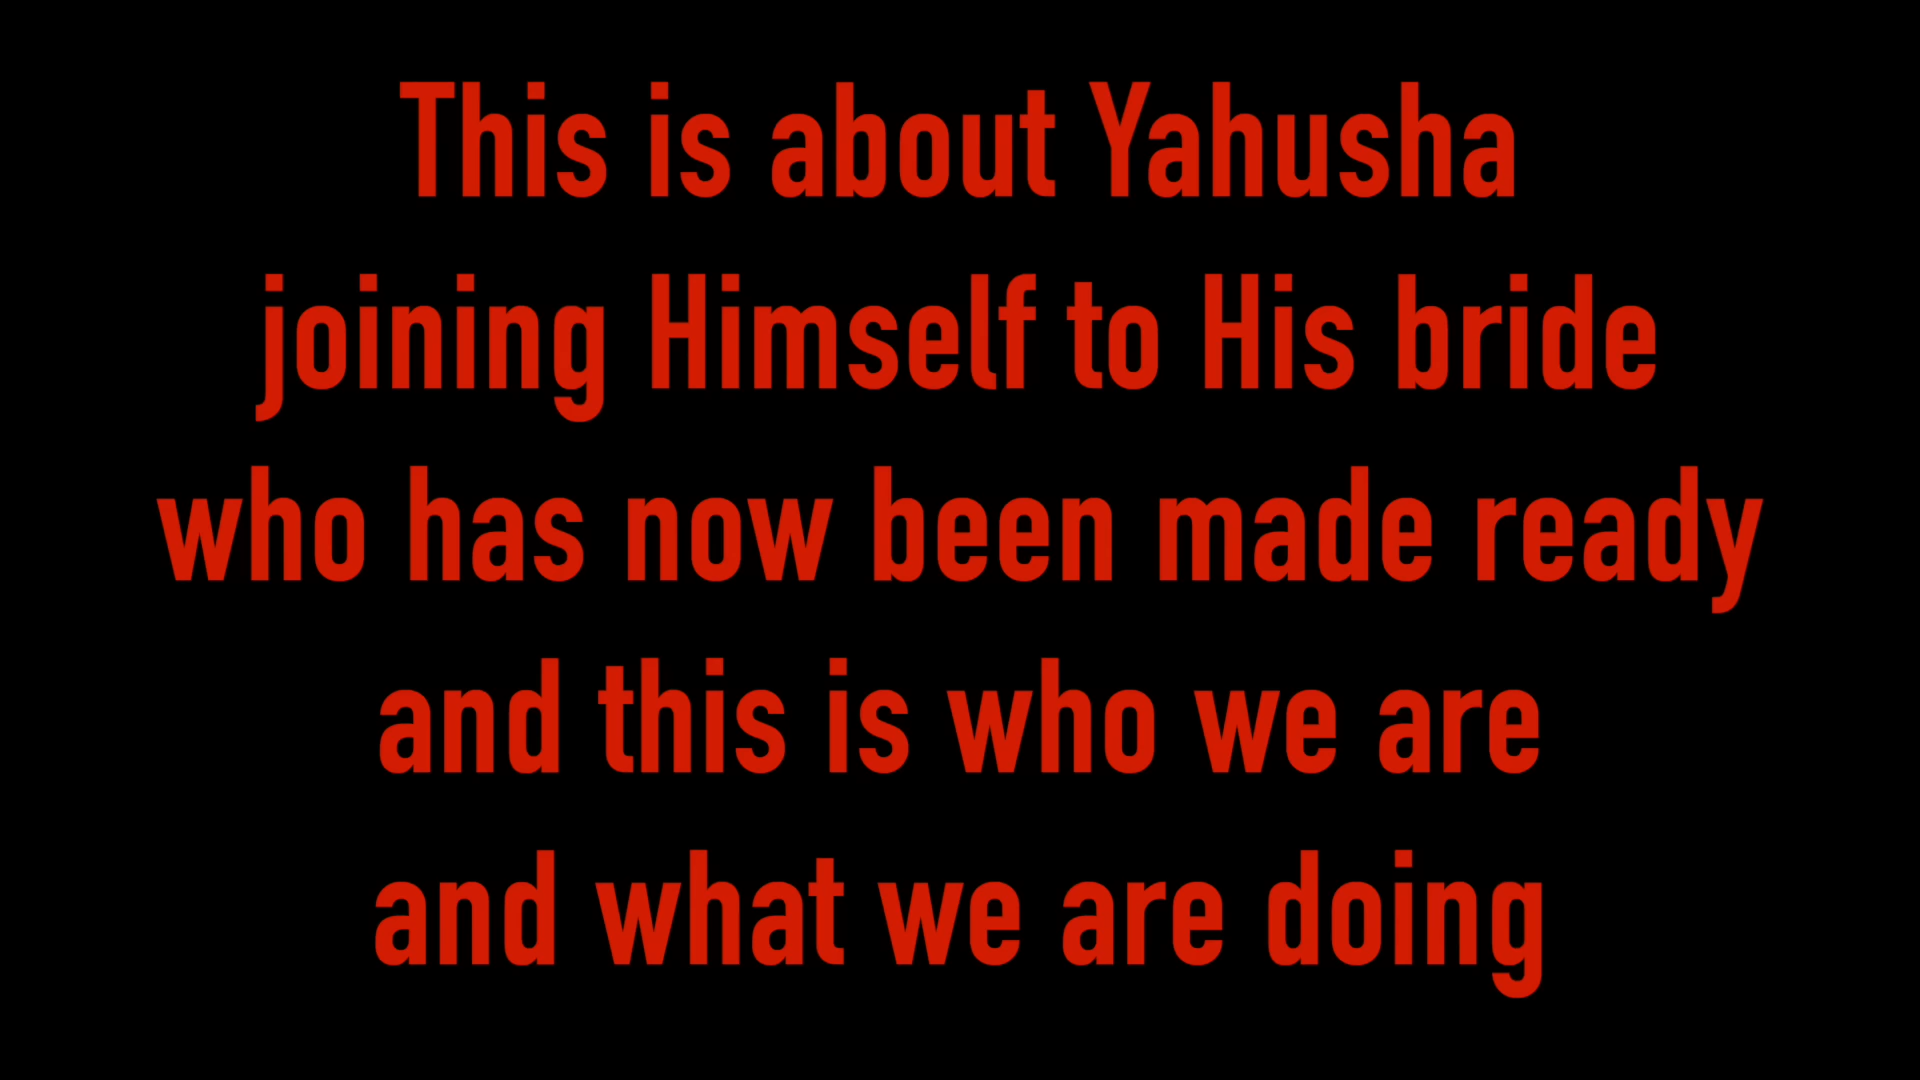 This is about Yahusha
joining Himself to His bride
who has now been made ready
and this is who we are
and what we are doing